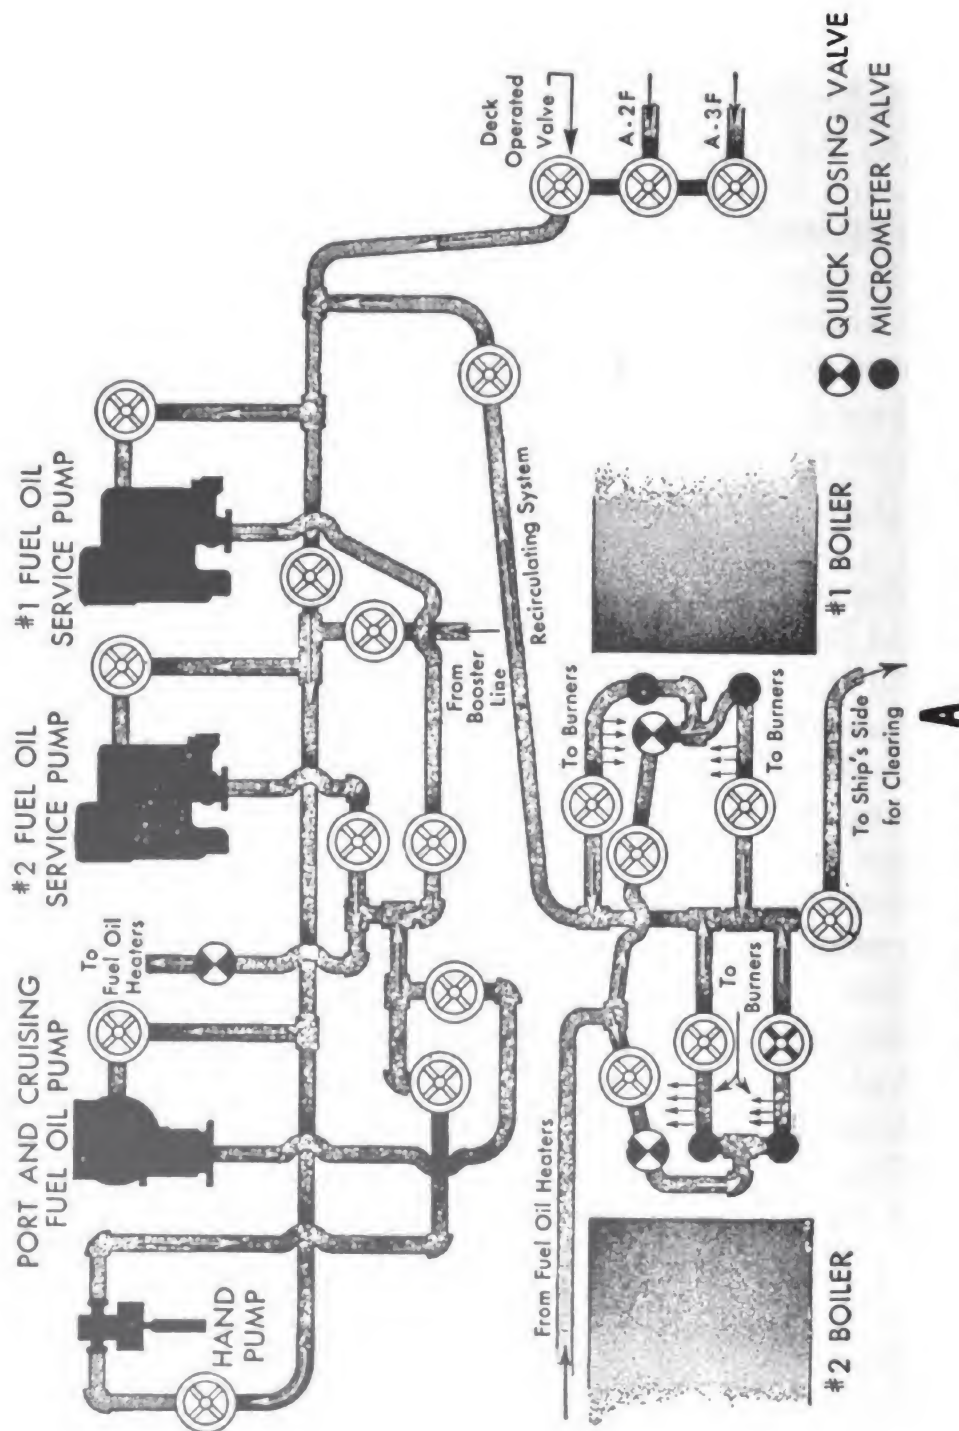 PORT AND CRUISING
FUEL OIL PUMP
#2 FUEL OIL
SERVICE PUMP
#1 FUEL OIL
SERVICE PUMP
HAND
PUMP
To
Fuel Oil
Heaters
From
Booster
Line
Deck
Operated
Valve
A-2F
A-3F
Recirculating System
From Fuel Oil Heaters
To Burners
To Burners
To
Burners
To Ship's Side
for Clearing
#2 BOILER
#1 BOILER
QUICK CLOSING VALVE
MICROMETER VALVE
A